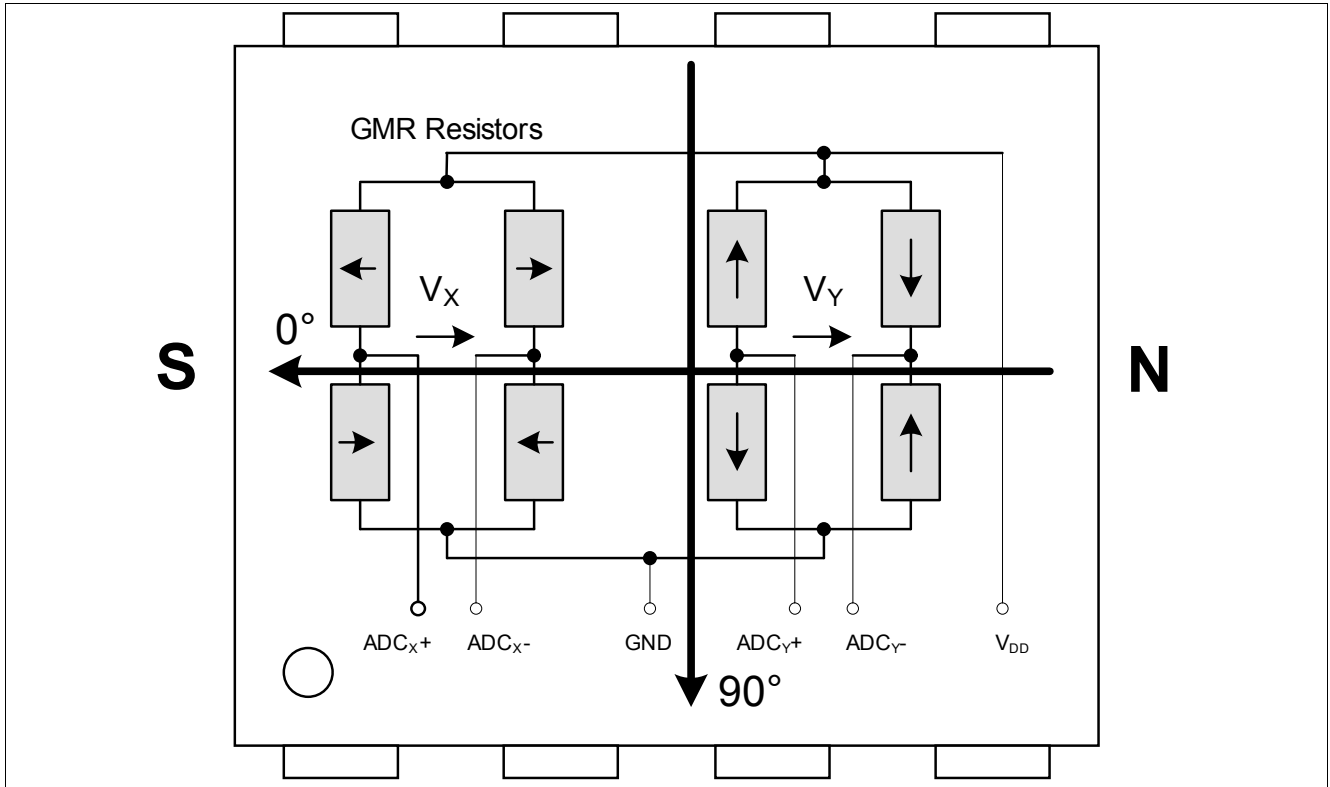 GMR Resistors
V_X
V_Y
0°
S
N
ADC_X+
ADC_X-
GND
ADC_Y+
ADC_Y-
V_DD
90°